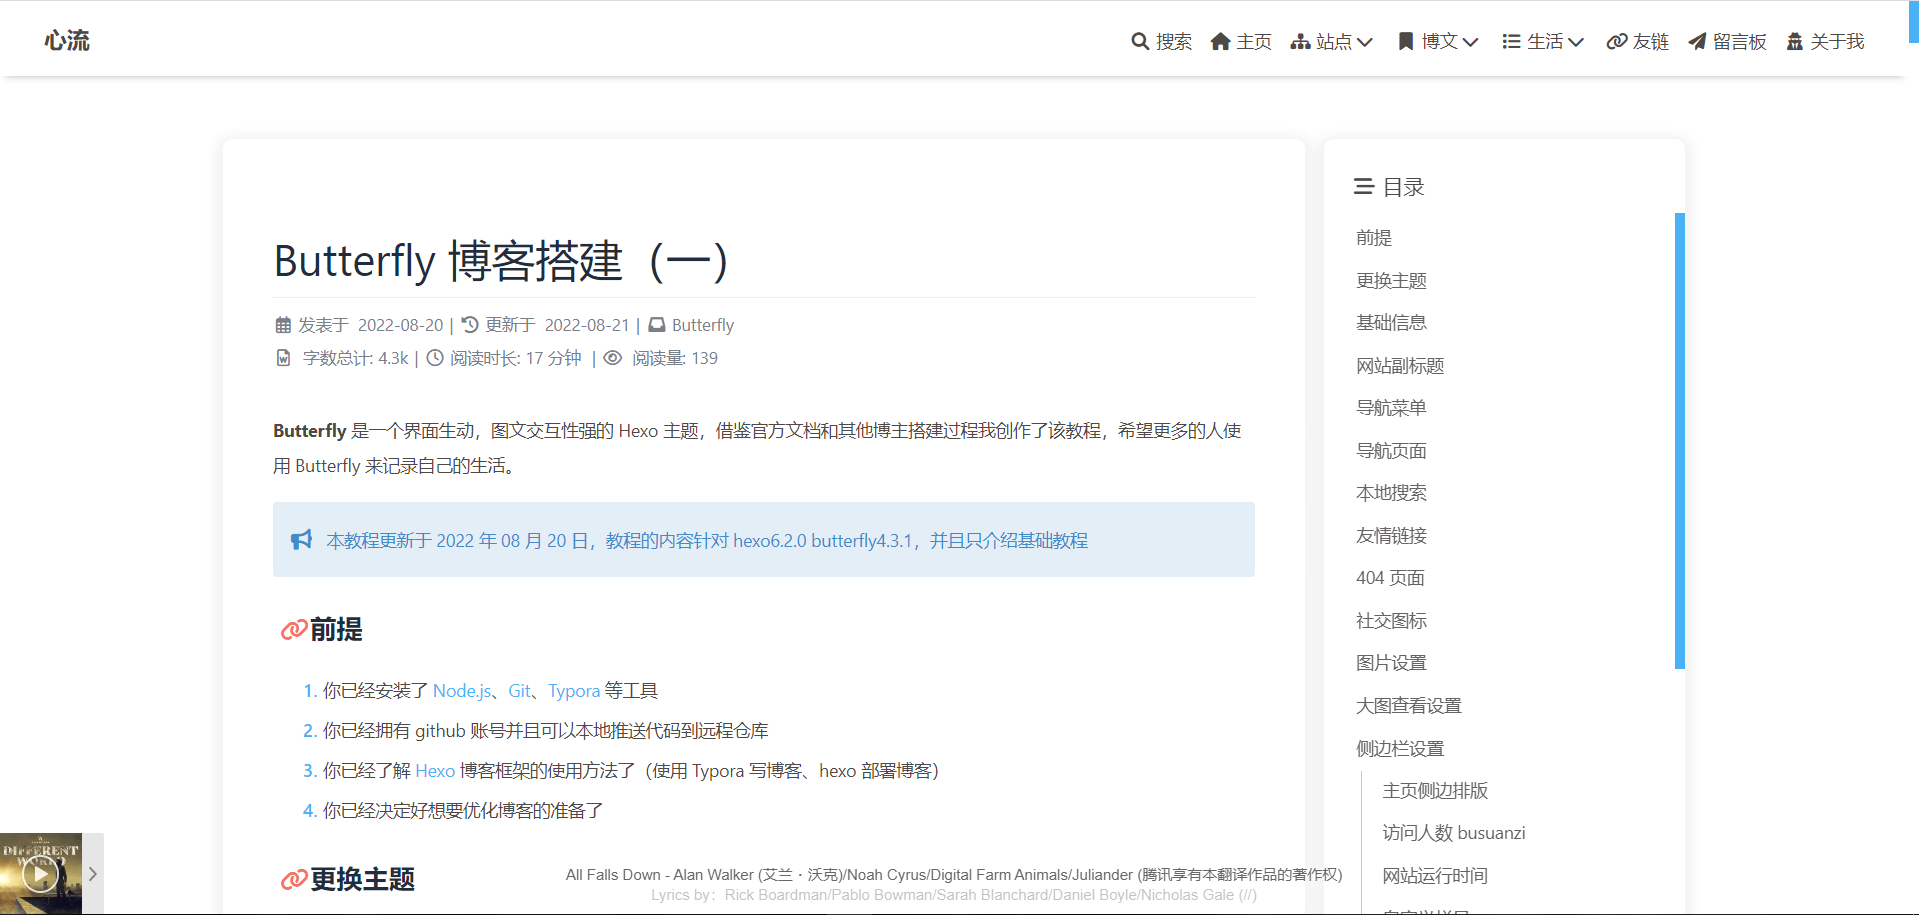 心流
搜索 主页 站点 博文 生活 友链 留言板 关于我
Butterfly 博客搭建（一）
发表于 2022-08-20 | 更新于 2022-08-21 | Butterfly
字数总计: 4.3k | 阅读时长: 17 分钟 | 阅读量: 139
Butterfly 是一个界面生动，图文交互性强的 Hexo 主题，借鉴官方文档和其他博主搭建过程我创作了该教程，希望更多的人使
用 Butterfly 来记录自己的生活。
本教程更新于 2022 年 08 月 20 日，教程的内容针对 hexo6.2.0 butterfly4.3.1，并且只介绍基础教程
前提
1. 你已经安装了 Node.js、Git、Typora 等工具
2. 你已经拥有 github 账号并且可以本地推送代码到远程仓库
3. 你已经了解 Hexo 博客框架的使用方法了（使用 Typora 写博客、hexo 部署博客）
4. 你已经决定好想要优化博客的准备了
更换主题
目录
前提
更换主题
基础信息
网站副标题
导航菜单
导航页面
本地搜索
友情链接
404 页面
社交图标
图片设置
大图查看设置
侧边栏设置
主页侧边排版
访问人数 busuanzi
网站运行时间
DIFFERENT
WORLD
All Falls Down - Alan Walker (艾兰・沃克)/Noah Cyrus/Digital Farm Animals/Juliander (腾讯享有本翻译作品的著作权)
Lyrics by：Rick Boardman/Pablo Bowman/Sarah Blanchard/Daniel Boyle/Nicholas Gale (//)